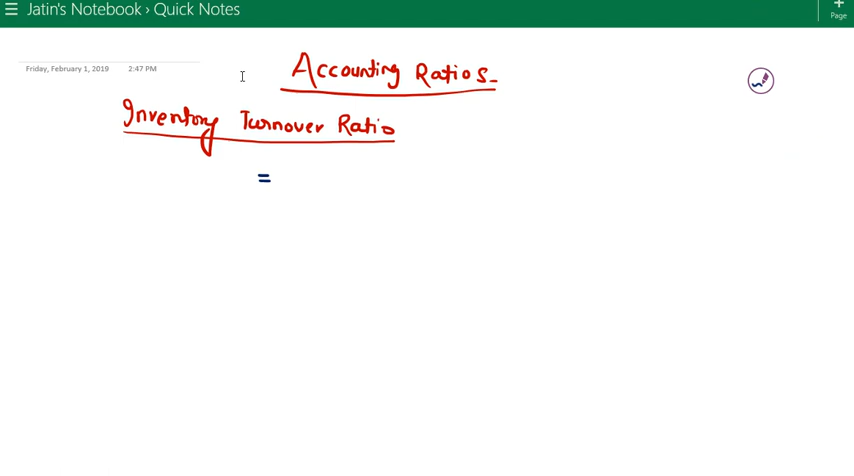 Jatin's Notebook › Quick Notes
Page
Friday, February 1, 2019 2:47 PM
Accounting Ratios
Inventory Turnover Ratio
=